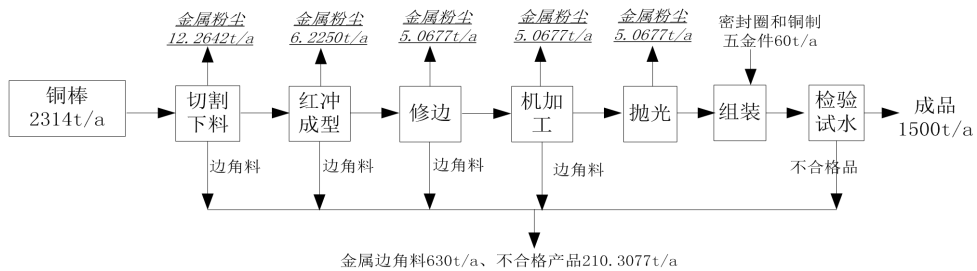 金属粉尘
12.2642t/a
金属粉尘
6.2250t/a
金属粉尘
5.0677t/a
金属粉尘
5.0677t/a
金属粉尘
5.0677t/a
密封圈和铜制
五金件60t/a
铜棒
2314t/a
切割
下料
红冲
成型
修边
机加
工
抛光
组装
检验
试水
成品
1500t/a
边角料
边角料
边角料
边角料
不合格品
金属边角料630t/a、不合格产品210.3077t/a